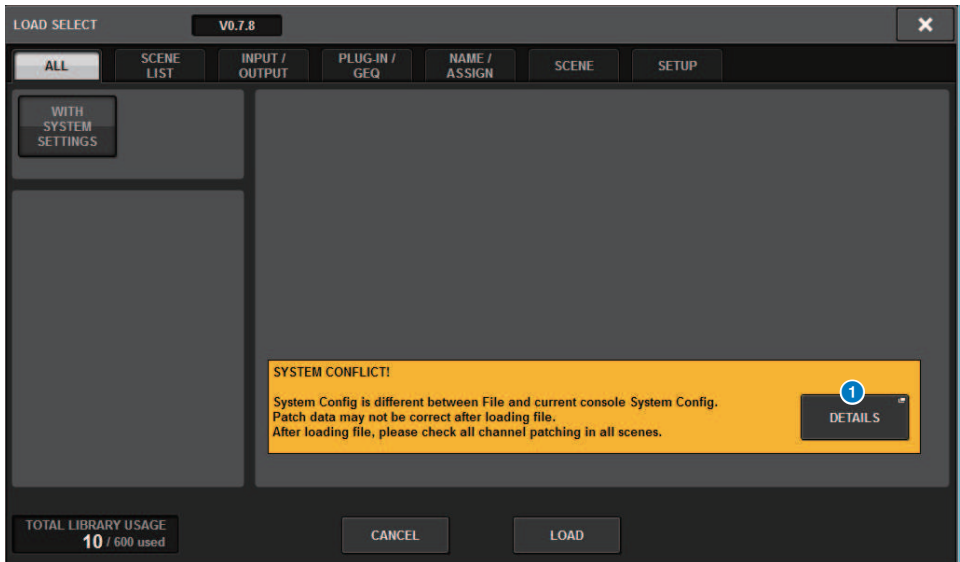 LOAD SELECT V0.7.8
ALL
SCENE
LIST
INPUT /
OUTPUT
PLUG-IN /
GEQ
NAME /
ASSIGN
SCENE
SETUP
WITH
SYSTEM
SETTINGS
SYSTEM CONFLICT!
System Config is different between File and current console System Config.
Patch data may not be correct after loading file.
After loading file, please check all channel patching in all scenes.
1
DETAILS
TOTAL LIBRARY USAGE
10 / 600 used
CANCEL
LOAD